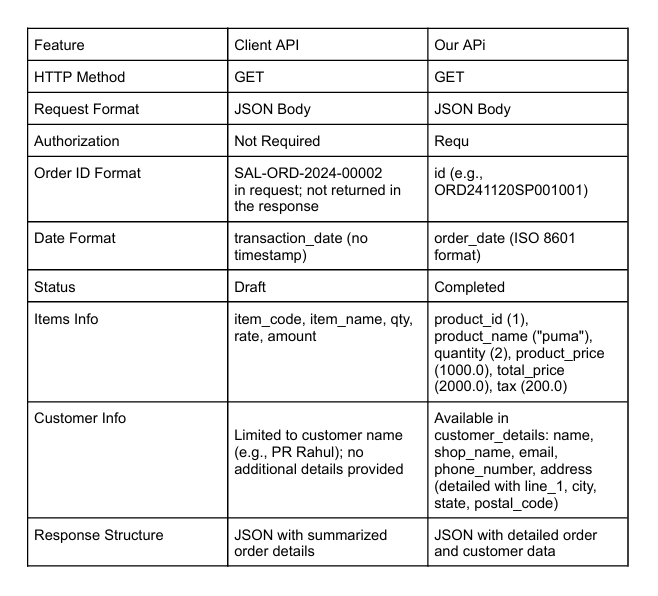 Feature
Client API
Our APi
HTTP Method
GET
GET
Request Format
JSON Body
JSON Body
Authorization
Not Required
Requ
Order ID Format
SAL-ORD-2024-00002
in request; not returned in
the response
id (e.g.,
ORD241120SP001001)
Date Format
transaction_date (no
timestamp)
order_date (ISO 8601
format)
Status
Draft
Completed
Items Info
item_code, item_name, qty,
rate, amount
product_id (1),
product_name ("puma"),
quantity (2), product_price
(1000.0), total_price
(2000.0), tax (200.0)
Customer Info
Limited to customer name
(e.g., PR Rahul); no
additional details provided
Available in
customer_details: name,
shop_name, email,
phone_number, address
(detailed with line_1, city,
state, postal_code)
Response Structure
JSON with summarized
order details
JSON with detailed order
and customer data